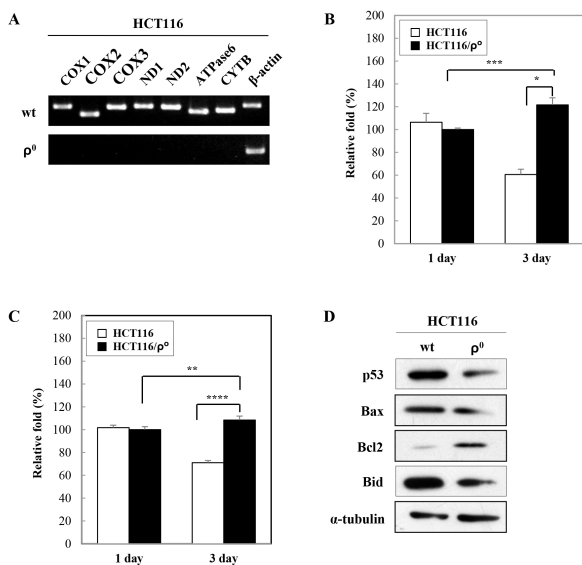 A
HCT116
COX1 COX2 COX3 ND1 ND2 ATPase6 CYTB β-actin
wt
ρ⁰
B
HCT116
HCT116/ρ⁰
Relative fold (%)
200
180
160
140
120
100
80
60
40
20
0
***
*
1 day 3 day
C
HCT116
HCT116/ρ⁰
Relative fold (%)
200
180
160
140
120
100
80
60
40
20
0
**
****
1 day 3 day
D
HCT116
wt ρ⁰
p53
Bax
Bcl2
Bid
α-tubulin